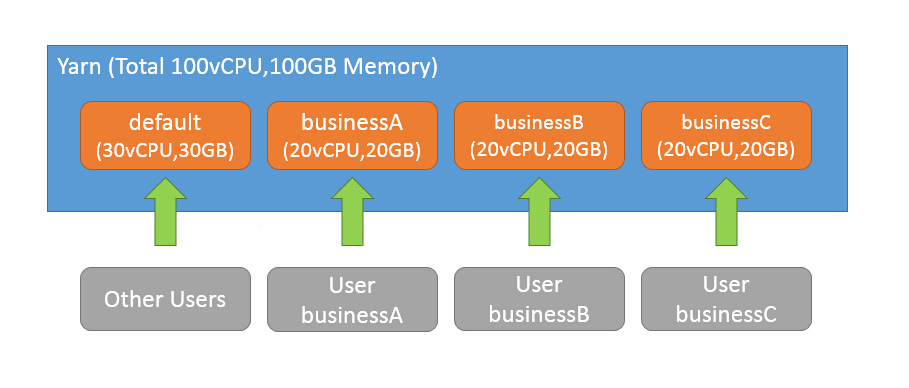 Yarn (Total 100vCPU,100GB Memory)
default
(30vCPU,30GB)
businessA
(20vCPU,20GB)
businessB
(20vCPU,20GB)
businessC
(20vCPU,20GB)
Other Users
User
businessA
User
businessB
User
businessC